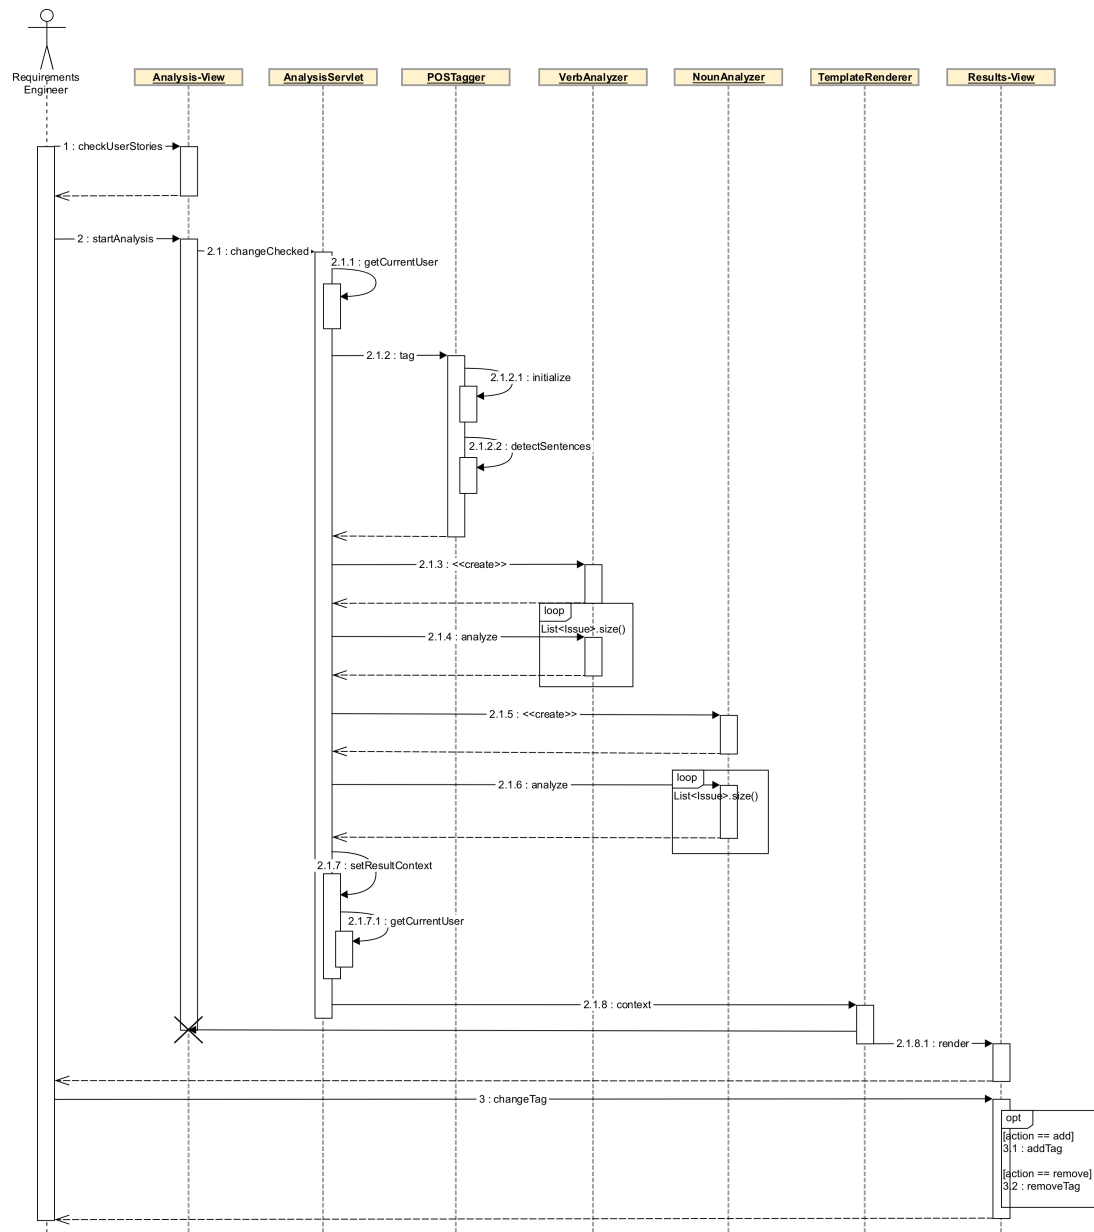 Requirements
Engineer
Analysis-View
AnalysisServlet
POSTagger
VerbAnalyzer
NounAnalyzer
TemplateRenderer
Results-View
1 : checkUserStories
2 : startAnalysis
2.1 : changeChecked
2.1.1 : getCurrentUser
2.1.2 : tag
2.1.2.1 : initialize
2.1.2.2 : detectSentences
2.1.3 : <<create>>
loop
List<Issue>.size()
2.1.4 : analyze
2.1.5 : <<create>>
loop
2.1.6 : analyze
List<Issue>.size()
2.1.7 : setResultContext
2.1.7.1 : getCurrentUser
2.1.8 : context
2.1.8.1 : render
3 : changeTag
opt
[action == add]
3.1 : addTag
[action == remove]
3.2 : removeTag